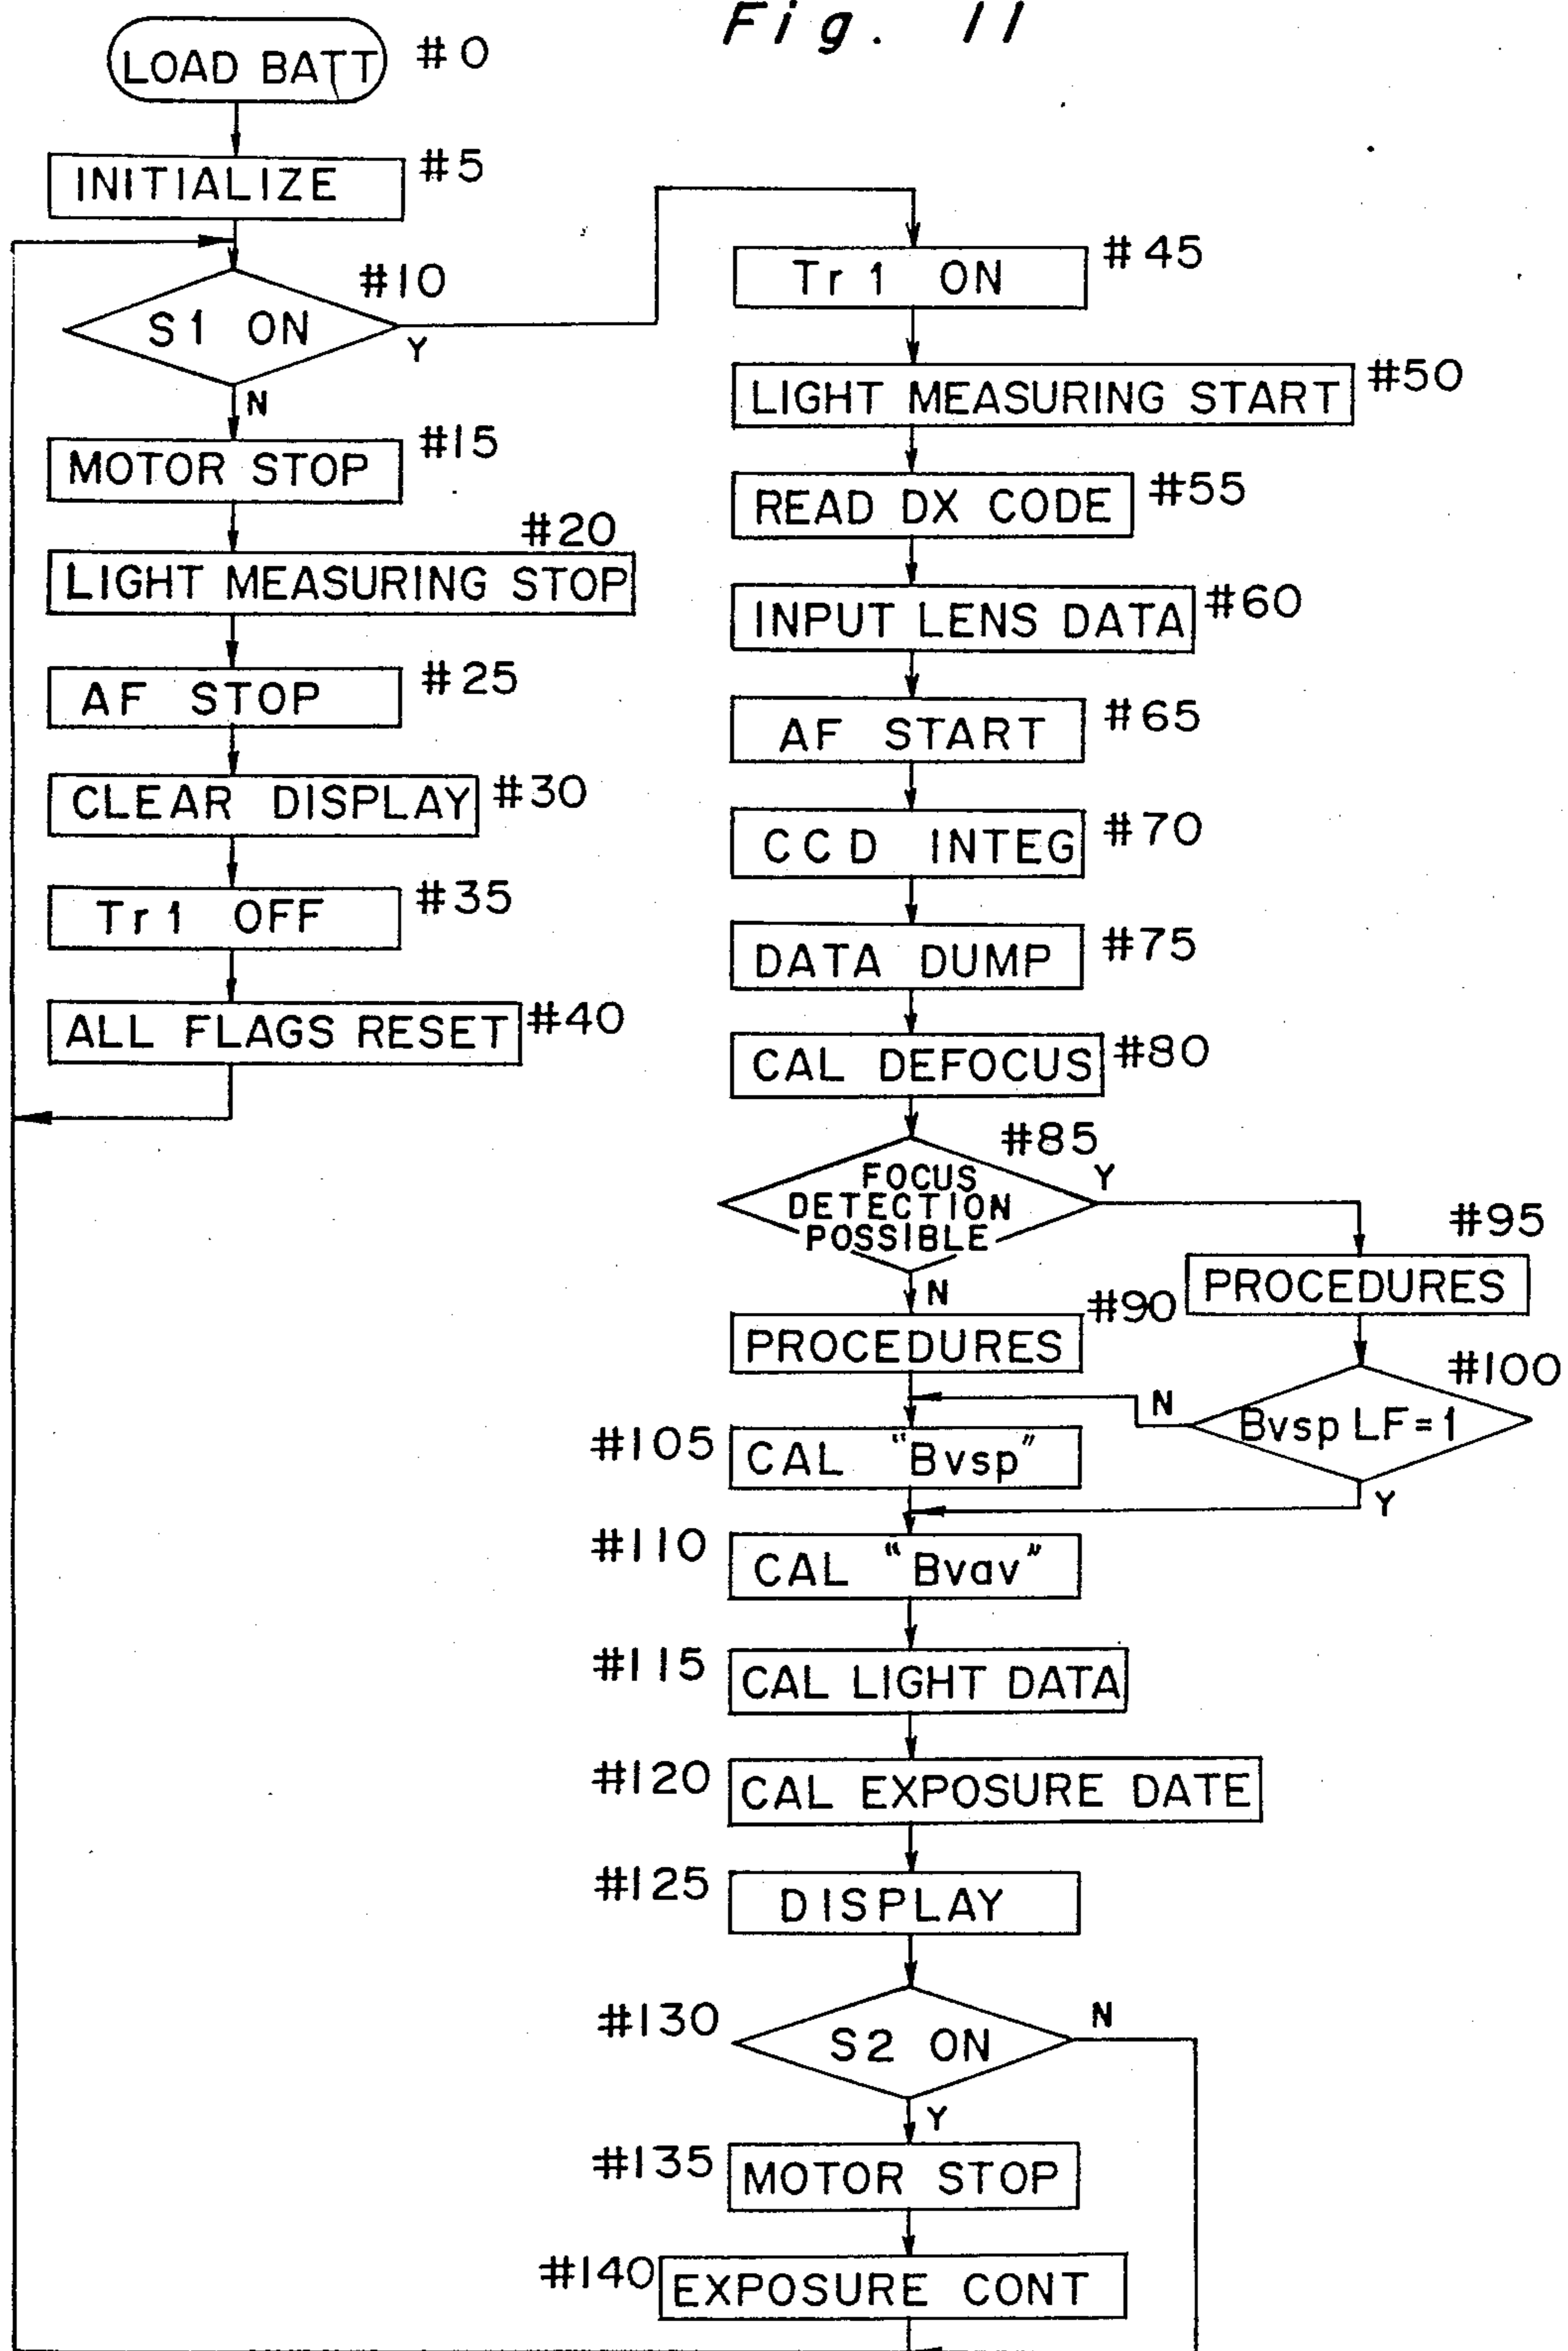 Fig. 11
LOAD BATT #0
INITIALIZE #5
#10
S1 ON
Y
N
MOTOR STOP #15
#20
LIGHT MEASURING STOP
AF STOP #25
CLEAR DISPLAY #30
Tr1 OFF #35
ALL FLAGS RESET #40
Tr1 ON #45
LIGHT MEASURING START #50
READ DX CODE #55
INPUT LENS DATA #60
AF START #65
CCD INTEG #70
DATA DUMP #75
CAL DEFOCUS #80
#85
FOCUS
DETECTION
POSSIBLE
Y
N
#95
PROCEDURES
#90
PROCEDURES
#100
Bvsp LF=1
N
Y
#105 CAL "Bvsp"
#110 CAL "Bvav"
#115 CAL LIGHT DATA
#120 CAL EXPOSURE DATE
#125 DISPLAY
#130 S2 ON
N
Y
#135 MOTOR STOP
#140 EXPOSURE CONT